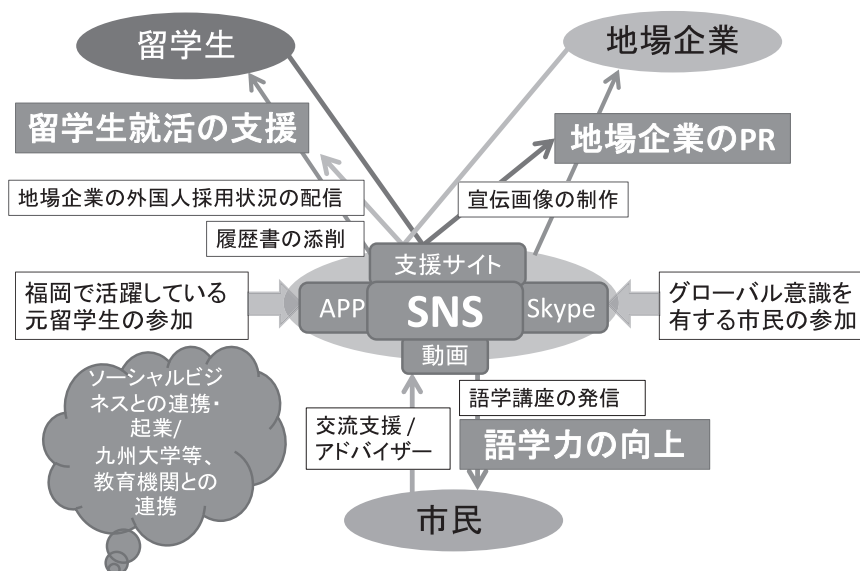 留学生
地場企業
留学生就活の支援
地場企業のPR
地場企業の外国人採用状況の配信
宣伝画像の制作
履歴書の添削
支援サイト
福岡で活躍している
元留学生の参加
APP
SNS
Skype
グローバル意識を
有する市民の参加
動画
ソーシャルビジ
ネスとの連携・
起業/
九州大学等、
教育機関との
連携
交流支援 /
アドバイザー
語学講座の発信
語学力の向上
市民